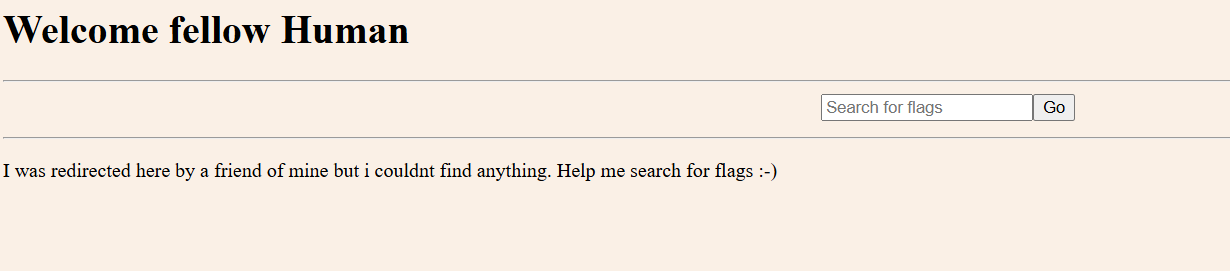 Welcome fellow Human
Search for flags Go
I was redirected here by a friend of mine but i couldnt find anything. Help me search for flags :-)